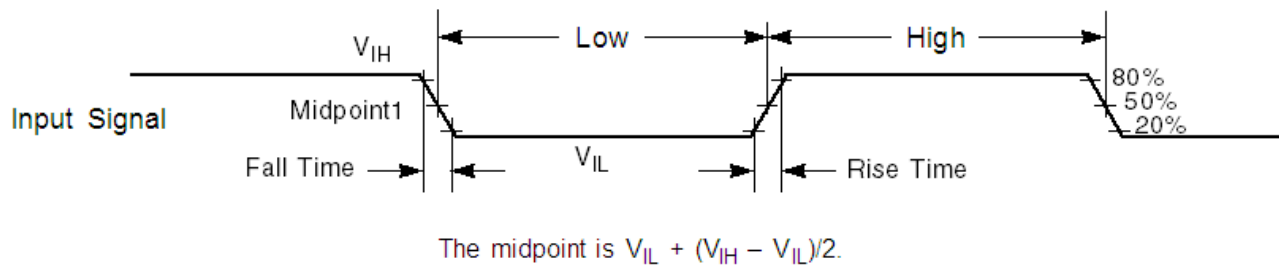 Low
High
V_IH
80%
Input Signal
Midpoint1
50%
20%
Fall Time
V_IL
Rise Time
The midpoint is V_IL + (V_IH – V_IL)/2.